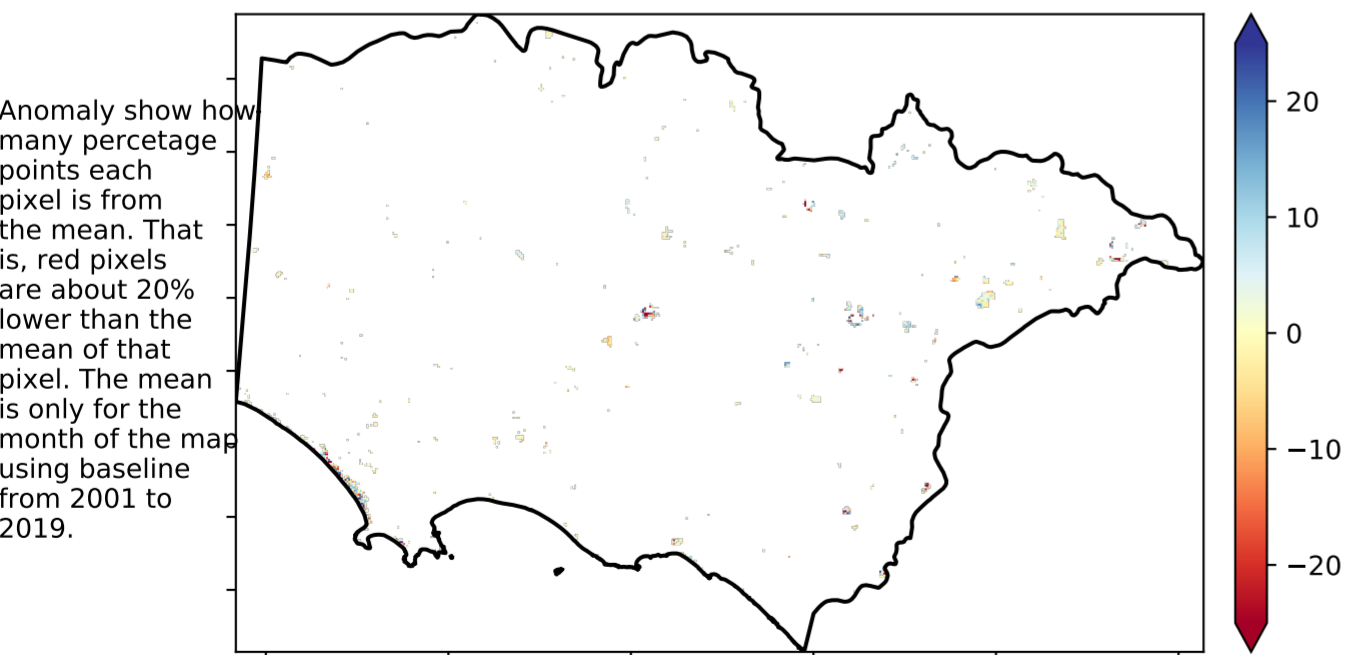 Anomaly show how
many percetage
points each
pixel is from
the mean. That
is, red pixels
are about 20%
lower than the
mean of that
pixel. The mean
is only for the
month of the map
using baseline
from 2001 to
2019.
20
10
0
−10
−20